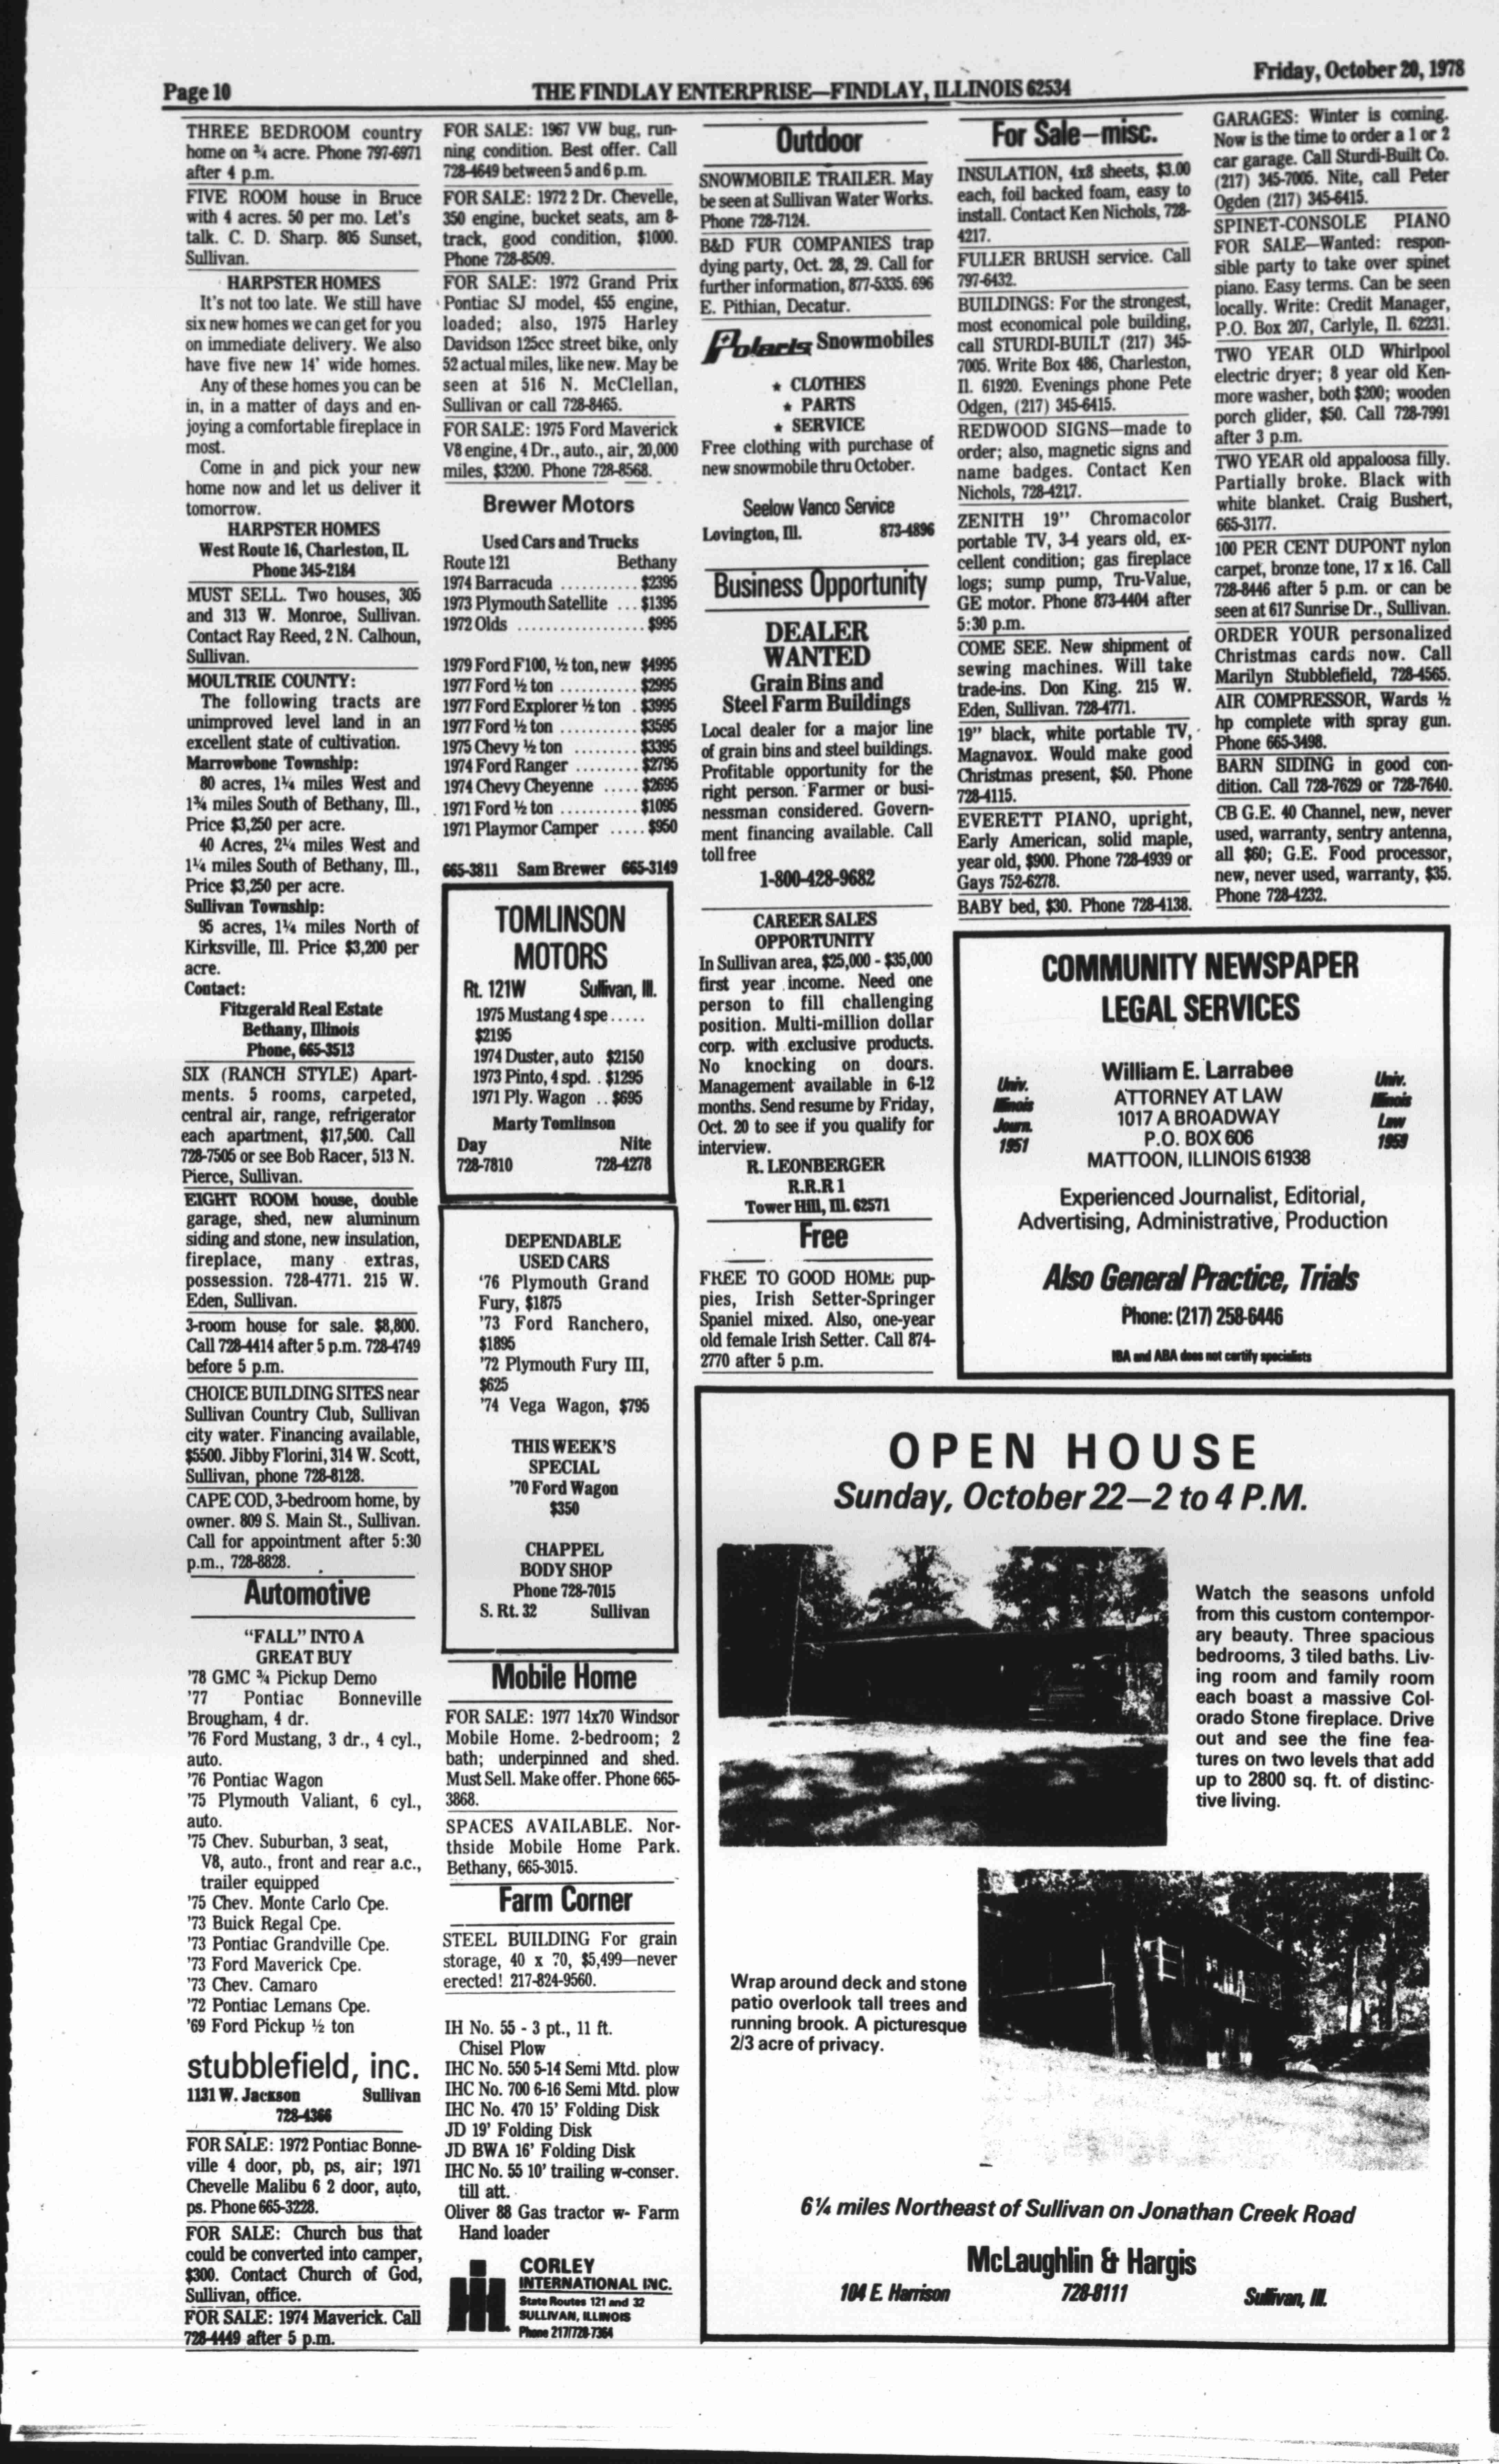 Page 10
THE FINDLAY ENTERPRISE—FINDLAY, ILLINOIS 62534
Friday, October 20, 1978
THREE BEDROOM country
home on ¾ acre. Phone 797-6971
after 4 p.m.
FIVE ROOM house in Bruce
with 4 acres. 50 per mo. Let's
talk. C. D. Sharp. 805 Sunset,
Sullivan.
HARPSTER HOMES
It's not too late. We still have
six new homes we can get for you
on immediate delivery. We also
have five new 14' wide homes.
Any of these homes you can be
in, in a matter of days and en-
joying a comfortable fireplace in
most.
Come in and pick your new
home now and let us deliver it
tomorrow.
HARPSTER HOMES
West Route 16, Charleston, IL
Phone 345-2184
MUST SELL. Two houses, 305
and 313 W. Monroe, Sullivan.
Contact Ray Reed, 2 N. Calhoun,
Sullivan.
MOULTRIE COUNTY:
The following tracts are
unimproved level land in an
excellent state of cultivation.
Marrowbone Township:
80 acres, 1¼ miles West and
1¾ miles South of Bethany, Ill.,
Price $3,250 per acre.
40 Acres, 2¼ miles West and
1¼ miles South of Bethany, Ill.,
Price $3,250 per acre.
Sullivan Township:
95 acres, 1¼ miles North of
Kirksville, Ill. Price $3,200 per
acre.
Contact:
Fitzgerald Real Estate
Bethany, Illinois
Phone, 665-3513
SIX (RANCH STYLE) Apart-
ments. 5 rooms, carpeted,
central air, range, refrigerator
each apartment, $17,500. Call
728-7505 or see Bob Racer, 513 N.
Pierce, Sullivan.
EIGHT ROOM house, double
garage, shed, new aluminum
siding and stone, new insulation,
fireplace, many extras,
possession. 728-4771. 215 W.
Eden, Sullivan.
3-room house for sale. $8,800.
Call 728-4414 after 5 p.m. 728-4749
before 5 p.m.
CHOICE BUILDING SITES near
Sullivan Country Club, Sullivan
city water. Financing available,
$5500. Jibby Florini, 314 W. Scott,
Sullivan, phone 728-8128.
CAPE COD, 3-bedroom home, by
owner. 809 S. Main St., Sullivan.
Call for appointment after 5:30
p.m., 728-8828.
Automotive
"FALL" INTO A
GREAT BUY
'78 GMC ¾ Pickup Demo
'77 Pontiac Bonneville
Brougham, 4 dr.
'76 Ford Mustang, 3 dr., 4 cyl.,
auto.
'76 Pontiac Wagon
'75 Plymouth Valiant, 6 cyl.,
auto.
'75 Chev. Suburban, 3 seat,
V8, auto., front and rear a.c.,
trailer equipped
'75 Chev. Monte Carlo Cpe.
'73 Buick Regal Cpe.
'73 Pontiac Grandville Cpe.
'73 Ford Maverick Cpe.
'73 Chev. Camaro
'72 Pontiac Lemans Cpe.
'69 Ford Pickup ½ ton
stubblefield, inc.
1131 W. Jackson Sullivan
728-4366
FOR SALE: 1972 Pontiac Bonne-
ville 4 door, pb, ps, air; 1971
Chevelle Malibu 6 2 door, auto,
ps. Phone 665-3228.
FOR SALE: Church bus that
could be converted into camper,
$300. Contact Church of God,
Sullivan, office.
FOR SALE: 1974 Maverick. Call
728-4449 after 5 p.m.
FOR SALE: 1967 VW bug, run-
ning condition. Best offer. Call
728-4649 between 5 and 6 p.m.
FOR SALE: 1972 2 Dr. Chevelle,
350 engine, bucket seats, am 8-
track, good condition, $1000.
Phone 728-8509.
FOR SALE: 1972 Grand Prix
Pontiac SJ model, 455 engine,
loaded; also, 1975 Harley
Davidson 125cc street bike, only
52 actual miles, like new. May be
seen at 516 N. McClellan,
Sullivan or call 728-8465.
FOR SALE: 1975 Ford Maverick
V8 engine, 4 Dr., auto., air, 20,000
miles, $3200. Phone 728-8568.
Brewer Motors
Used Cars and Trucks
Route 121 Bethany
1974 Barracuda .......... $2395
1973 Plymouth Satellite ... $1395
1972 Olds ................. $995
1979 Ford F100, ½ ton, new $4995
1977 Ford ½ ton .......... $2995
1977 Ford Explorer ½ ton . $3995
1977 Ford ½ ton .......... $3595
1975 Chevy ½ ton ........ $3395
1974 Ford Ranger ........ $2795
1974 Chevy Cheyenne ..... $2695
1971 Ford ½ ton .......... $1095
1971 Playmor Camper ..... $950
665-3811 Sam Brewer 665-3149
TOMLINSON
MOTORS
Rt. 121W Sullivan, Ill.
1975 Mustang 4 spe.....
$2195
1974 Duster, auto $2150
1973 Pinto, 4 spd. . $1295
1971 Ply. Wagon .. $695
Marty Tomlinson
Day Nite
728-7810 728-4278
DEPENDABLE
USED CARS
'76 Plymouth Grand
Fury, $1875
'73 Ford Ranchero,
$1895
'72 Plymouth Fury III,
$625
'74 Vega Wagon, $795
THIS WEEK'S
SPECIAL
'70 Ford Wagon
$350
CHAPPEL
BODY SHOP
Phone 728-7015
S. Rt. 32 Sullivan
Mobile Home
FOR SALE: 1977 14x70 Windsor
Mobile Home. 2-bedroom; 2
bath; underpinned and shed.
Must Sell. Make offer. Phone 665-
3868.
SPACES AVAILABLE. Nor-
thside Mobile Home Park.
Bethany, 665-3015.
Farm Corner
STEEL BUILDING For grain
storage, 40 x 70, $5,499—never
erected! 217-824-9560.
IH No. 55 - 3 pt., 11 ft.
Chisel Plow
IHC No. 550 5-14 Semi Mtd. plow
IHC No. 700 6-16 Semi Mtd. plow
IHC No. 470 15' Folding Disk
JD 19' Folding Disk
JD BWA 16' Folding Disk
IHC No. 55 10' trailing w-conser.
till att.
Oliver 88 Gas tractor w- Farm
Hand loader
CORLEY
INTERNATIONAL INC.
State Routes 121 and 32
SULLIVAN, ILLINOIS
Phone 217/728-7364
Outdoor
SNOWMOBILE TRAILER. May
be seen at Sullivan Water Works.
Phone 728-7124.
B&D FUR COMPANIES trap
dying party, Oct. 28, 29. Call for
further information, 877-5335. 696
E. Pithian, Decatur.
Polaris Snowmobiles
★ CLOTHES
★ PARTS
★ SERVICE
Free clothing with purchase of
new snowmobile thru October.
Seelow Vanco Service
Lovington, Ill. 873-4896
Business Opportunity
DEALER
WANTED
Grain Bins and
Steel Farm Buildings
Local dealer for a major line
of grain bins and steel buildings.
Profitable opportunity for the
right person. Farmer or busi-
nessman considered. Govern-
ment financing available. Call
toll free
1-800-428-9682
CAREER SALES
OPPORTUNITY
In Sullivan area, $25,000 - $35,000
first year income. Need one
person to fill challenging
position. Multi-million dollar
corp. with exclusive products.
No knocking on doors.
Management available in 6-12
months. Send resume by Friday,
Oct. 20 to see if you qualify for
interview.
R. LEONBERGER
R.R.R 1
Tower Hill, Ill. 62571
Free
FREE TO GOOD HOME pup-
pies, Irish Setter-Springer
Spaniel mixed. Also, one-year
old female Irish Setter. Call 874-
2770 after 5 p.m.
For Sale—misc.
INSULATION, 4x8 sheets, $3.00
each, foil backed foam, easy to
install. Contact Ken Nichols, 728-
4217.
FULLER BRUSH service. Call
797-6432.
BUILDINGS: For the strongest,
most economical pole building,
call STURDI-BUILT (217) 345-
7005. Write Box 486, Charleston,
Il. 61920. Evenings phone Pete
Odgen, (217) 345-6415.
REDWOOD SIGNS—made to
order; also, magnetic signs and
name badges. Contact Ken
Nichols, 728-4217.
ZENITH 19" Chromacolor
portable TV, 3-4 years old, ex-
cellent condition; gas fireplace
logs; sump pump, Tru-Value,
GE motor. Phone 873-4404 after
5:30 p.m.
COME SEE. New shipment of
sewing machines. Will take
trade-ins. Don King. 215 W.
Eden, Sullivan. 728-4771.
19" black, white portable TV,
Magnavox. Would make good
Christmas present, $50. Phone
728-4115.
EVERETT PIANO, upright,
Early American, solid maple,
year old, $900. Phone 728-4939 or
Gays 752-6278.
BABY bed, $30. Phone 728-4138.
GARAGES: Winter is coming.
Now is the time to order a 1 or 2
car garage. Call Sturdi-Built Co.
(217) 345-7005. Nite, call Peter
Ogden (217) 345-6415.
SPINET-CONSOLE PIANO
FOR SALE—Wanted: respon-
sible party to take over spinet
piano. Easy terms. Can be seen
locally. Write: Credit Manager,
P.O. Box 207, Carlyle, Il. 62231.
TWO YEAR OLD Whirlpool
electric dryer; 8 year old Ken-
more washer, both $200; wooden
porch glider, $50. Call 728-7991
after 3 p.m.
TWO YEAR old appaloosa filly.
Partially broke. Black with
white blanket. Craig Bushert,
665-3177.
100 PER CENT DUPONT nylon
carpet, bronze tone, 17 x 16. Call
728-8446 after 5 p.m. or can be
seen at 617 Sunrise Dr., Sullivan.
ORDER YOUR personalized
Christmas cards now. Call
Marilyn Stubblefield, 728-4565.
AIR COMPRESSOR, Wards ½
hp complete with spray gun.
Phone 665-3498.
BARN SIDING in good con-
dition. Call 728-7629 or 728-7640.
CB G.E. 40 Channel, new, never
used, warranty, sentry antenna,
all $60; G.E. Food processor,
new, never used, warranty, $35.
Phone 728-4232.
COMMUNITY NEWSPAPER
LEGAL SERVICES
William E. Larrabee
ATTORNEY AT LAW
1017 A BROADWAY
P.O. BOX 606
MATTOON, ILLINOIS 61938
Univ.
Illinois
Journ.
1951
Univ.
Illinois
Law
1959
Experienced Journalist, Editorial,
Advertising, Administrative, Production
Also General Practice, Trials
Phone: (217) 258-6446
IBA and ABA does not certify specialists
OPEN HOUSE
Sunday, October 22—2 to 4 P.M.
Watch the seasons unfold
from this custom contempor-
ary beauty. Three spacious
bedrooms, 3 tiled baths. Liv-
ing room and family room
each boast a massive Col-
orado Stone fireplace. Drive
out and see the fine fea-
tures on two levels that add
up to 2800 sq. ft. of distinc-
tive living.
Wrap around deck and stone
patio overlook tall trees and
running brook. A picturesque
2/3 acre of privacy.
6¼ miles Northeast of Sullivan on Jonathan Creek Road
McLaughlin & Hargis
104 E. Harrison 728-8111 Sullivan, Ill.